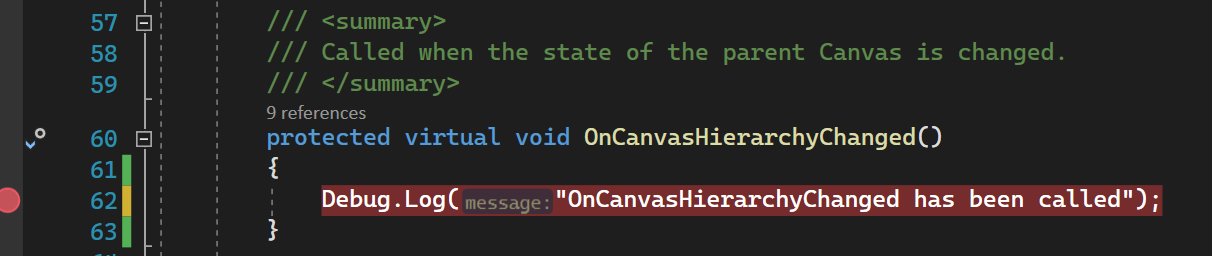 57 /// <summary>
58 /// Called when the state of the parent Canvas is changed.
59 /// </summary>
9 references
60 protected virtual void OnCanvasHierarchyChanged()
61 {
62 Debug.Log(message:"OnCanvasHierarchyChanged has been called");
63 }